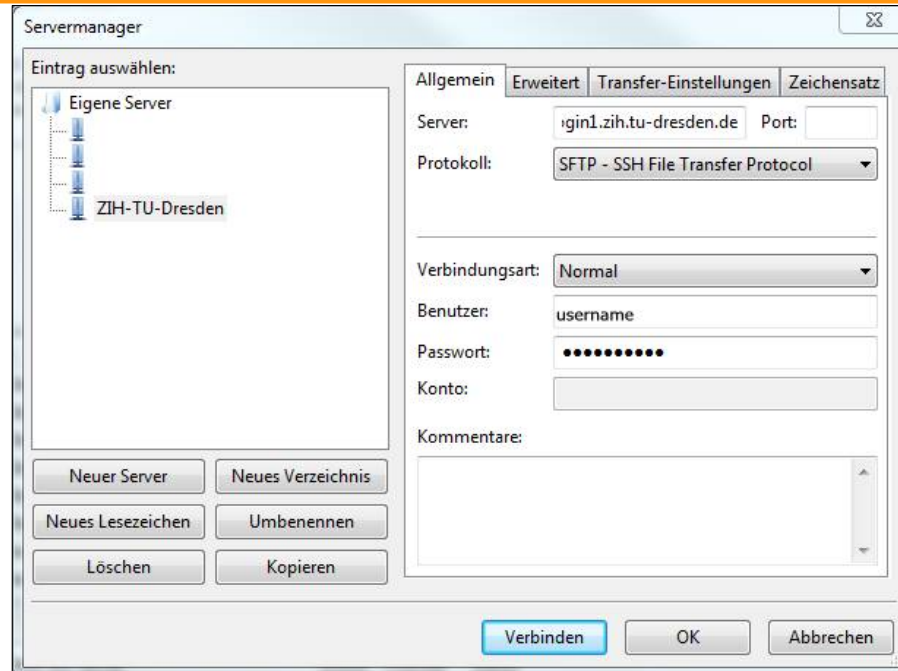 Servermanager
Eintrag auswählen:
Eigene Server
ZIH-TU-Dresden
Neuer Server
Neues Verzeichnis
Neues Lesezeichen
Umbenennen
Löschen
Kopieren
Allgemein
Erweitert
Transfer-Einstellungen
Zeichensatz
Server:
gin1.zih.tu-dresden.de
Port:
Protokoll:
SFTP - SSH File Transfer Protocol
Verbindungsart:
Normal
Benutzer:
username
Passwort:
●●●●●●●●●●
Konto:
Kommentare:
Verbinden
OK
Abbrechen